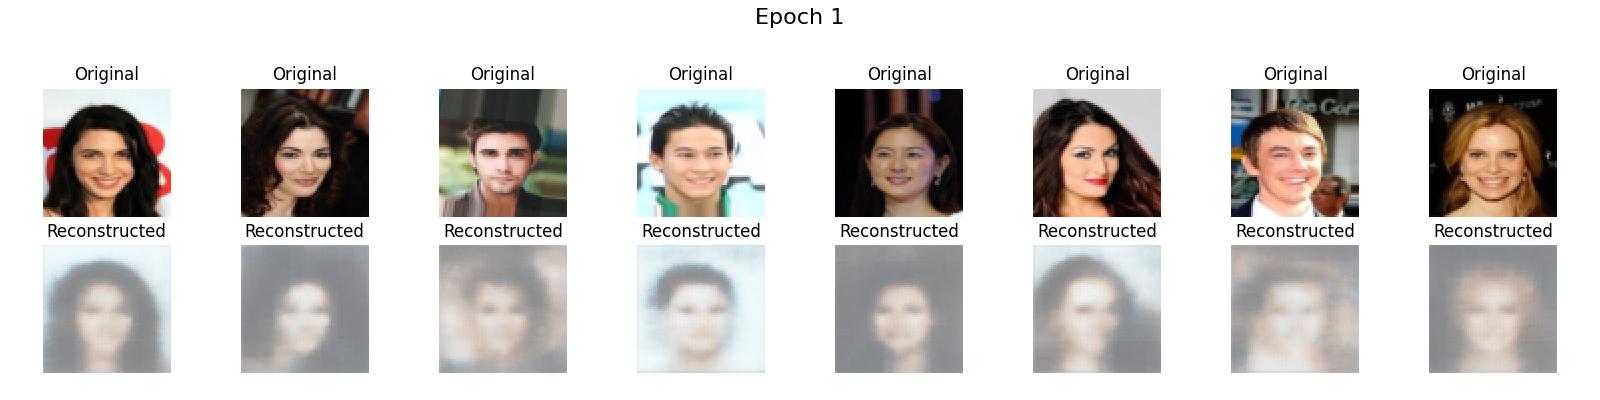 Epoch 1
Original Original Original Original Original Original Original Original
Reconstructed Reconstructed Reconstructed Reconstructed Reconstructed Reconstructed Reconstructed Reconstructed